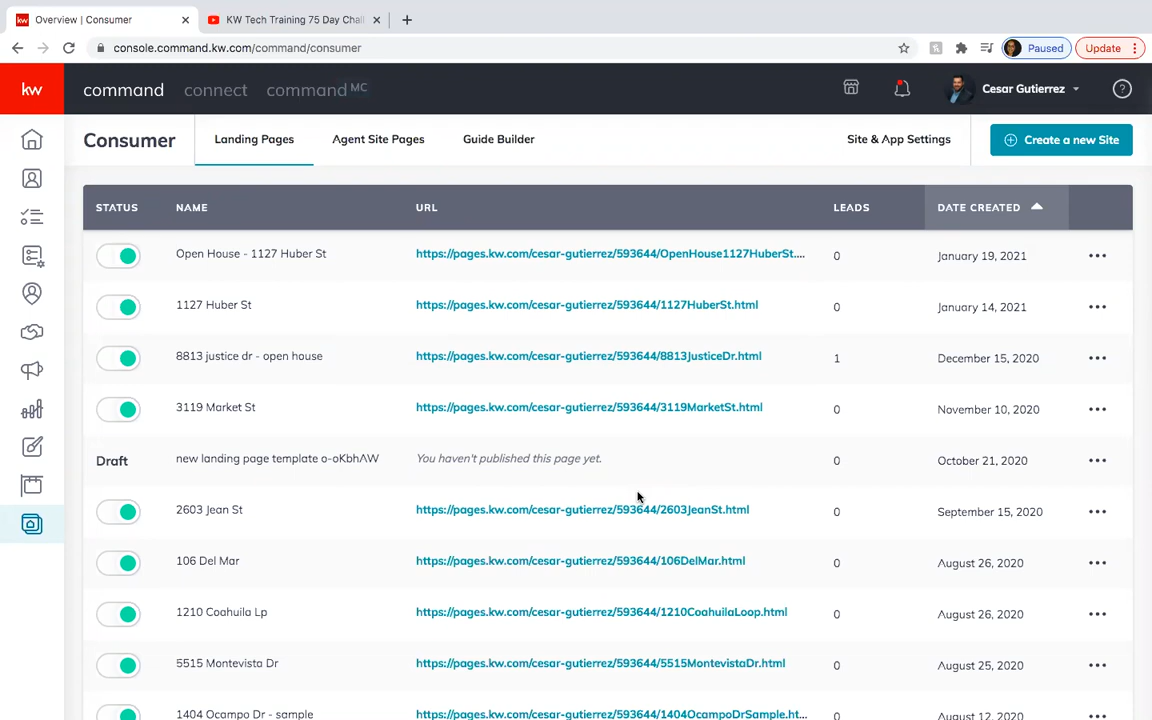 Overview | Consumer
KW Tech Training 75 Day Chal
console.command.kw.com/command/consumer
Paused
Update
kw
command
connect
command MC
Cesar Gutierrez
Consumer
Landing Pages
Agent Site Pages
Guide Builder
Site & App Settings
Create a new Site
STATUS NAME URL LEADS DATE CREATED
Open House - 1127 Huber St https://pages.kw.com/cesar-gutierrez/593644/OpenHouse1127HuberSt.... 0 January 19, 2021
1127 Huber St https://pages.kw.com/cesar-gutierrez/593644/1127HuberSt.html 0 January 14, 2021
8813 justice dr - open house https://pages.kw.com/cesar-gutierrez/593644/8813JusticeDr.html 1 December 15, 2020
3119 Market St https://pages.kw.com/cesar-gutierrez/593644/3119MarketSt.html 0 November 10, 2020
Draft new landing page template o-oKbhAW You haven't published this page yet. 0 October 21, 2020
2603 Jean St https://pages.kw.com/cesar-gutierrez/593644/2603JeanSt.html 0 September 15, 2020
106 Del Mar https://pages.kw.com/cesar-gutierrez/593644/106DelMar.html 0 August 26, 2020
1210 Coahuila Lp https://pages.kw.com/cesar-gutierrez/593644/1210CoahuilaLoop.html 0 August 26, 2020
5515 Montevista Dr https://pages.kw.com/cesar-gutierrez/593644/5515MontevistaDr.html 0 August 25, 2020
1404 Ocampo Dr - sample https://pages.kw.com/cesar-gutierrez/593644/1404OcampoDrSample.ht... 0 August 12, 2020